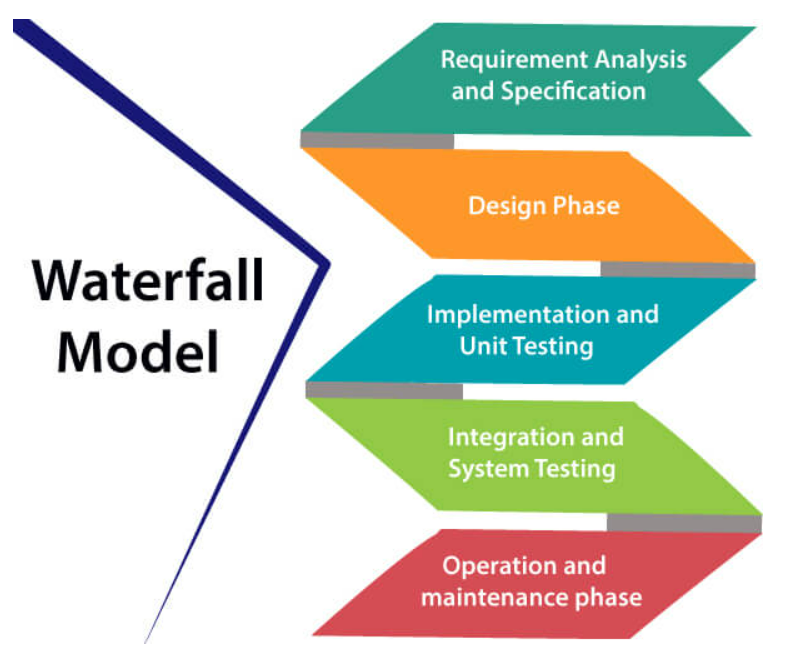 Waterfall
Model
Requirement Analysis
and Specification
Design Phase
Implementation and
Unit Testing
Integration and
System Testing
Operation and
maintenance phase